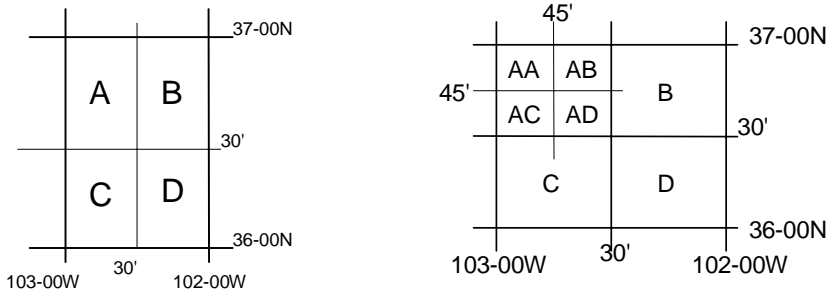 37-00N
A B
30'
C D
36-00N
30'
103-00W 102-00W
45'
37-00N
AA AB
B
45'
AC AD
30'
C D
36-00N
30'
103-00W 102-00W